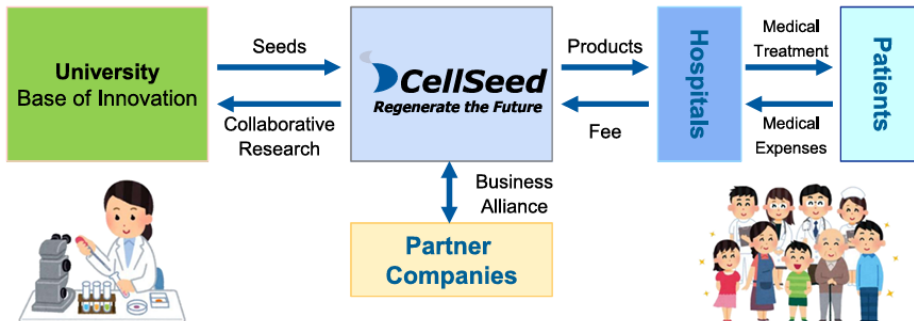 University
Base of Innovation
Seeds
Collaborative
Research
CellSeed
Regenerate the Future
Products
Fee
Hospitals
Medical
Treatment
Medical
Expenses
Patients
Business
Alliance
Partner
Companies